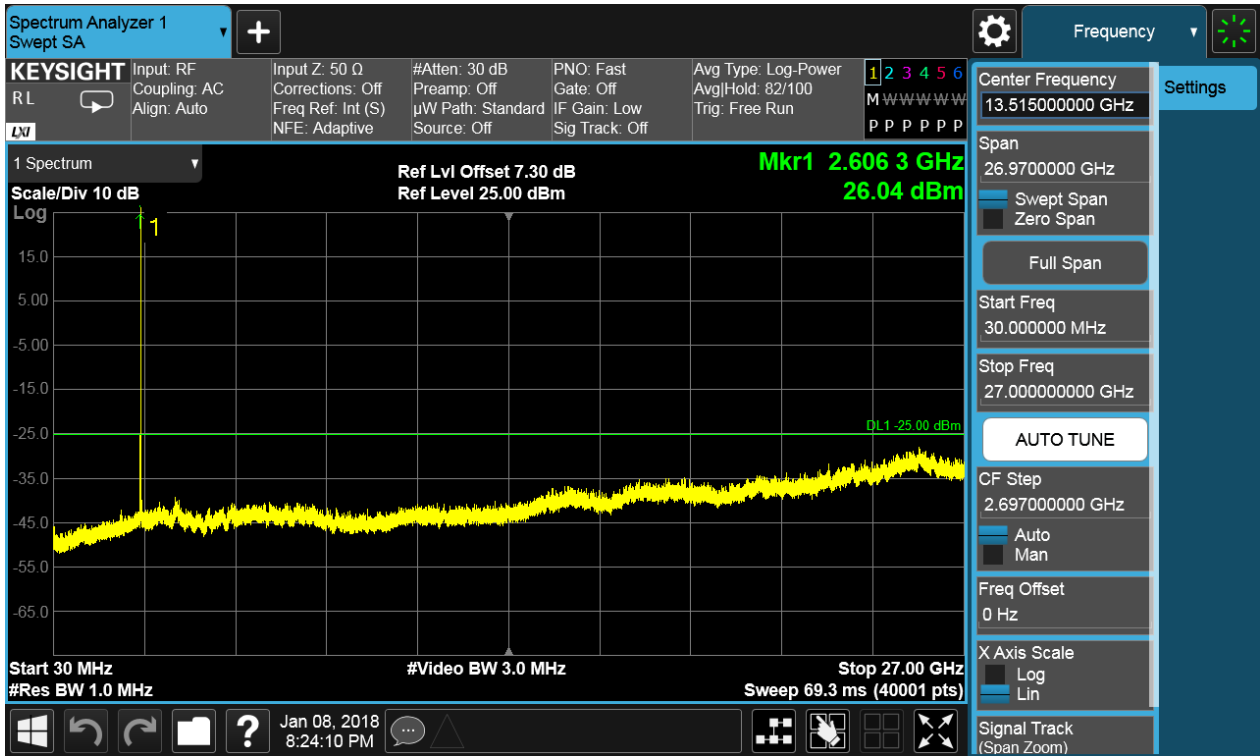 Spectrum Analyzer 1
Swept SA
+
Frequency
KEYSIGHT
R L
LXI
Input: RF
Coupling: AC
Align: Auto
Input Z: 50 Ω
Corrections: Off
Freq Ref: Int (S)
NFE: Adaptive
#Atten: 30 dB
Preamp: Off
µW Path: Standard
Source: Off
PNO: Fast
Gate: Off
IF Gain: Low
Sig Track: Off
Avg Type: Log-Power
Avg|Hold: 82/100
Trig: Free Run
1 2 3 4 5 6
M W W W W W
P P P P P P
1 Spectrum
Scale/Div 10 dB
Ref Lvl Offset 7.30 dB
Ref Level 25.00 dBm
Mkr1 2.606 3 GHz
26.04 dBm
Log
1
15.0
5.00
-5.00
-15.0
-25.0
-35.0
-45.0
-55.0
-65.0
DL1 -25.00 dBm
Start 30 MHz
#Res BW 1.0 MHz
#Video BW 3.0 MHz
Stop 27.00 GHz
Sweep 69.3 ms (40001 pts)
Center Frequency
13.515000000 GHz
Span
26.9700000 GHz
Swept Span
Zero Span
Full Span
Start Freq
30.000000 MHz
Stop Freq
27.000000000 GHz
AUTO TUNE
CF Step
2.697000000 GHz
Auto
Man
Freq Offset
0 Hz
X Axis Scale
Log
Lin
Signal Track
(Span Zoom)
Settings
?
Jan 08, 2018
8:24:10 PM